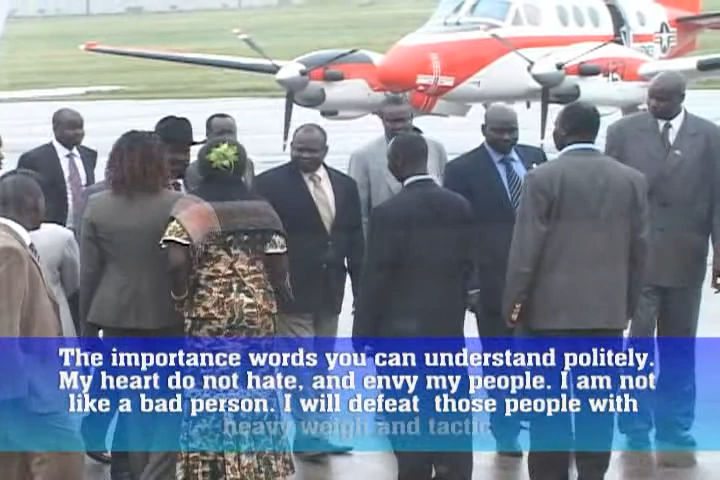 The importance words you can understand politely.
My heart do not hate, and envy my people. I am not
like a bad person. I will defeat those people with
heavy weigh and tactic